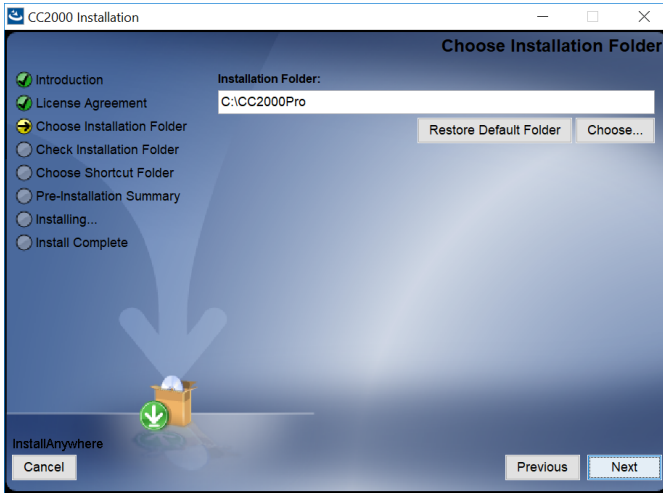 CC2000 Installation
Choose Installation Folder
Introduction
License Agreement
Choose Installation Folder
Check Installation Folder
Choose Shortcut Folder
Pre-Installation Summary
Installing...
Install Complete
Installation Folder:
C:\CC2000Pro
Restore Default Folder
Choose...
InstallAnywhere
Cancel
Previous
Next